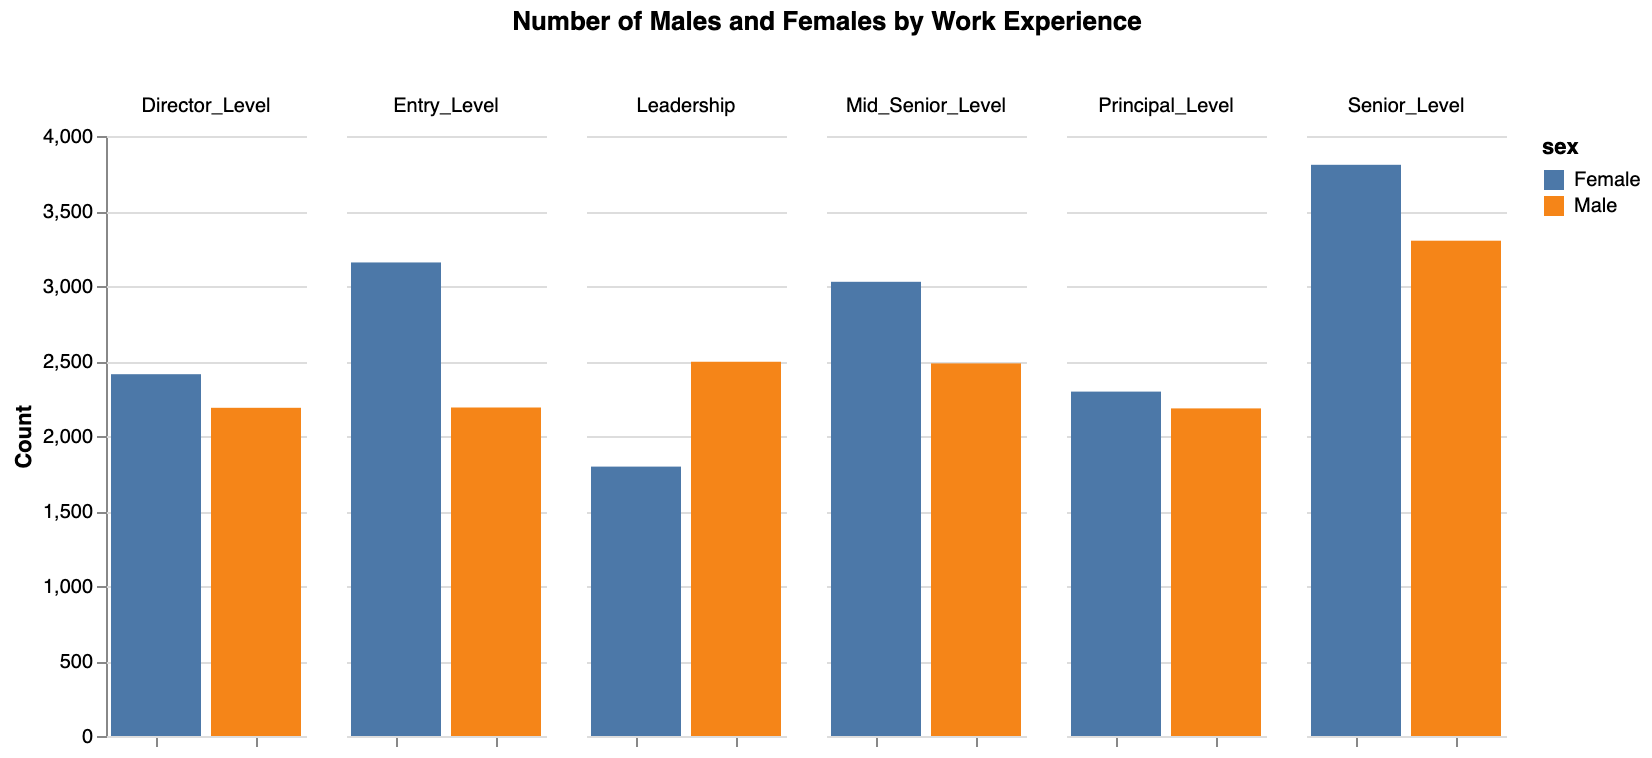 Number of Males and Females by Work Experience
Director_Level Entry_Level Leadership Mid_Senior_Level Principal_Level Senior_Level
4,000
3,500
3,000
2,500
2,000
1,500
1,000
500
0
Count
sex
Female
Male